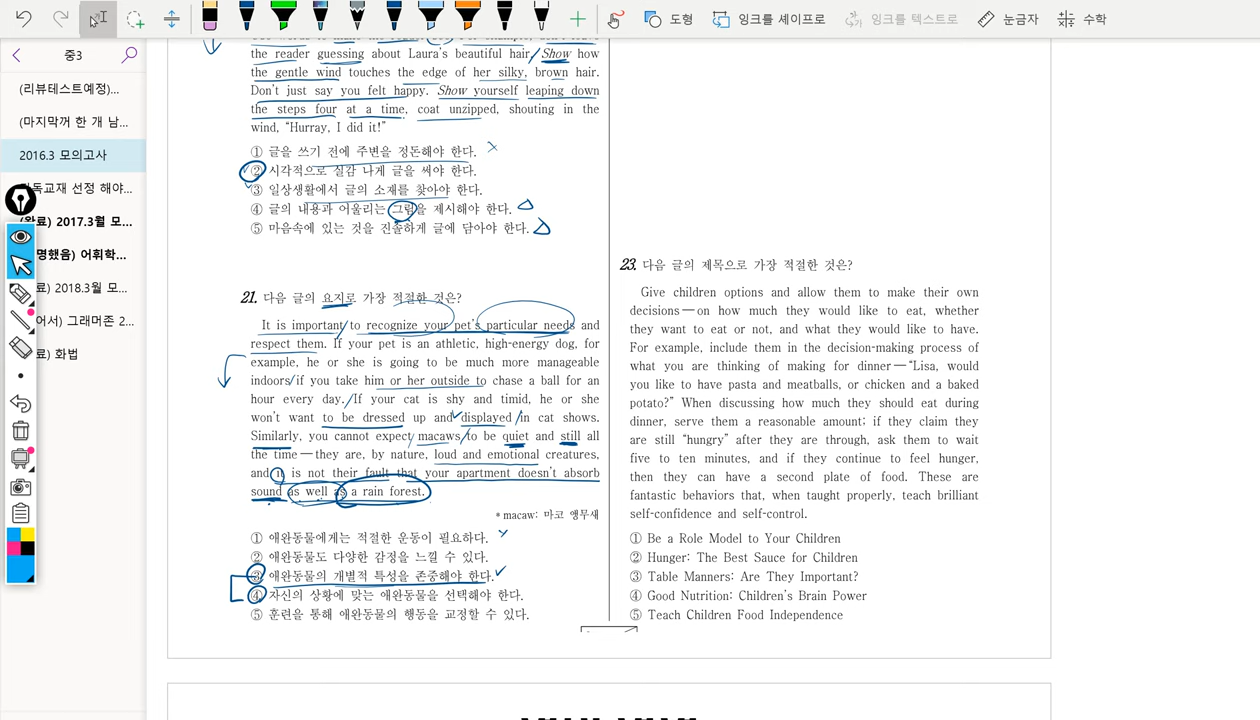 도형
잉크를 셰이프로
잉크를 텍스트로
눈금자
수학
중3
(리뷰테스트예정)...
(마지막꺼 한 개 남...
2016.3 모의고사
독교재 선정 해야...
(완료) 2017.3월 모...
명했음) 어휘학...
료) 2018.3월 모...
어서) 그래머존 2...
료) 화법
the reader guessing about Laura's beautiful hair. Show how
the gentle wind touches the edge of her silky, brown hair.
Don't just say you felt happy. Show yourself leaping down
the steps four at a time, coat unzipped, shouting in the
wind, “Hurray, I did it!”
① 글을 쓰기 전에 주변을 정돈해야 한다.
② 시각적으로 실감 나게 글을 써야 한다.
③ 일상생활에서 글의 소재를 찾아야 한다.
④ 글의 내용과 어울리는 그림을 제시해야 한다.
⑤ 마음속에 있는 것을 진솔하게 글에 담아야 한다.
21. 다음 글의 요지로 가장 적절한 것은?
It is important to recognize your pet's particular needs and
respect them. If your pet is an athletic, high-energy dog, for
example, he or she is going to be much more manageable
indoors if you take him or her outside to chase a ball for an
hour every day. If your cat is shy and timid, he or she
won't want to be dressed up and displayed in cat shows.
Similarly, you cannot expect macaws to be quiet and still all
the time — they are, by nature, loud and emotional creatures,
and it is not their fault that your apartment doesn't absorb
sound as well as a rain forest.
* macaw: 마코 앵무새
① 애완동물에게는 적절한 운동이 필요하다.
② 애완동물도 다양한 감정을 느낄 수 있다.
③ 애완동물의 개별적 특성을 존중해야 한다.
④ 자신의 상황에 맞는 애완동물을 선택해야 한다.
⑤ 훈련을 통해 애완동물의 행동을 교정할 수 있다.
23. 다음 글의 제목으로 가장 적절한 것은?
Give children options and allow them to make their own
decisions — on how much they would like to eat, whether
they want to eat or not, and what they would like to have.
For example, include them in the decision-making process of
what you are thinking of making for dinner — “Lisa, would
you like to have pasta and meatballs, or chicken and a baked
potato?” When discussing how much they should eat during
dinner, serve them a reasonable amount; if they claim they
are still “hungry” after they are through, ask them to wait
five to ten minutes, and if they continue to feel hunger,
then they can have a second plate of food. These are
fantastic behaviors that, when taught properly, teach brilliant
self-confidence and self-control.
① Be a Role Model to Your Children
② Hunger: The Best Sauce for Children
③ Table Manners: Are They Important?
④ Good Nutrition: Children's Brain Power
⑤ Teach Children Food Independence